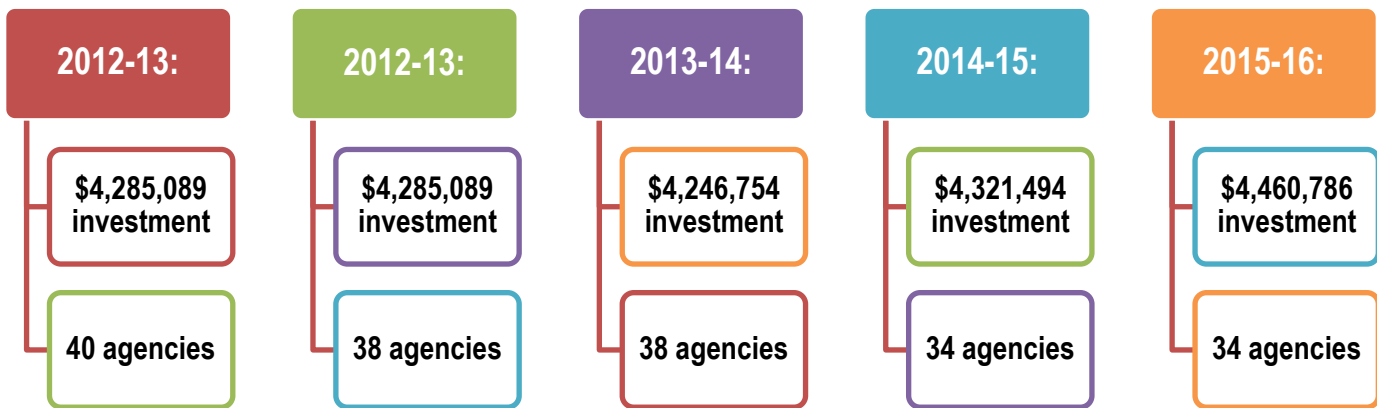 2012-13:
$4,285,089
investment
40 agencies
2012-13:
$4,285,089
investment
38 agencies
2013-14:
$4,246,754
investment
38 agencies
2014-15:
$4,321,494
investment
34 agencies
2015-16:
$4,460,786
investment
34 agencies